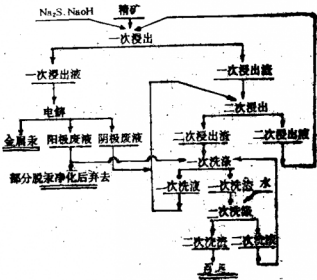 Na₂S.NaOH 精矿
一次浸出
一次浸出液 一次浸出渣
电解 二次浸出
金属汞 阳极废液 阴极废液 二次浸出渣 二次浸出液
一次洗涤
部分脱汞净化后弃去 一次洗液 一次洗渣 水
二次洗涤
二次洗渣 二次洗液